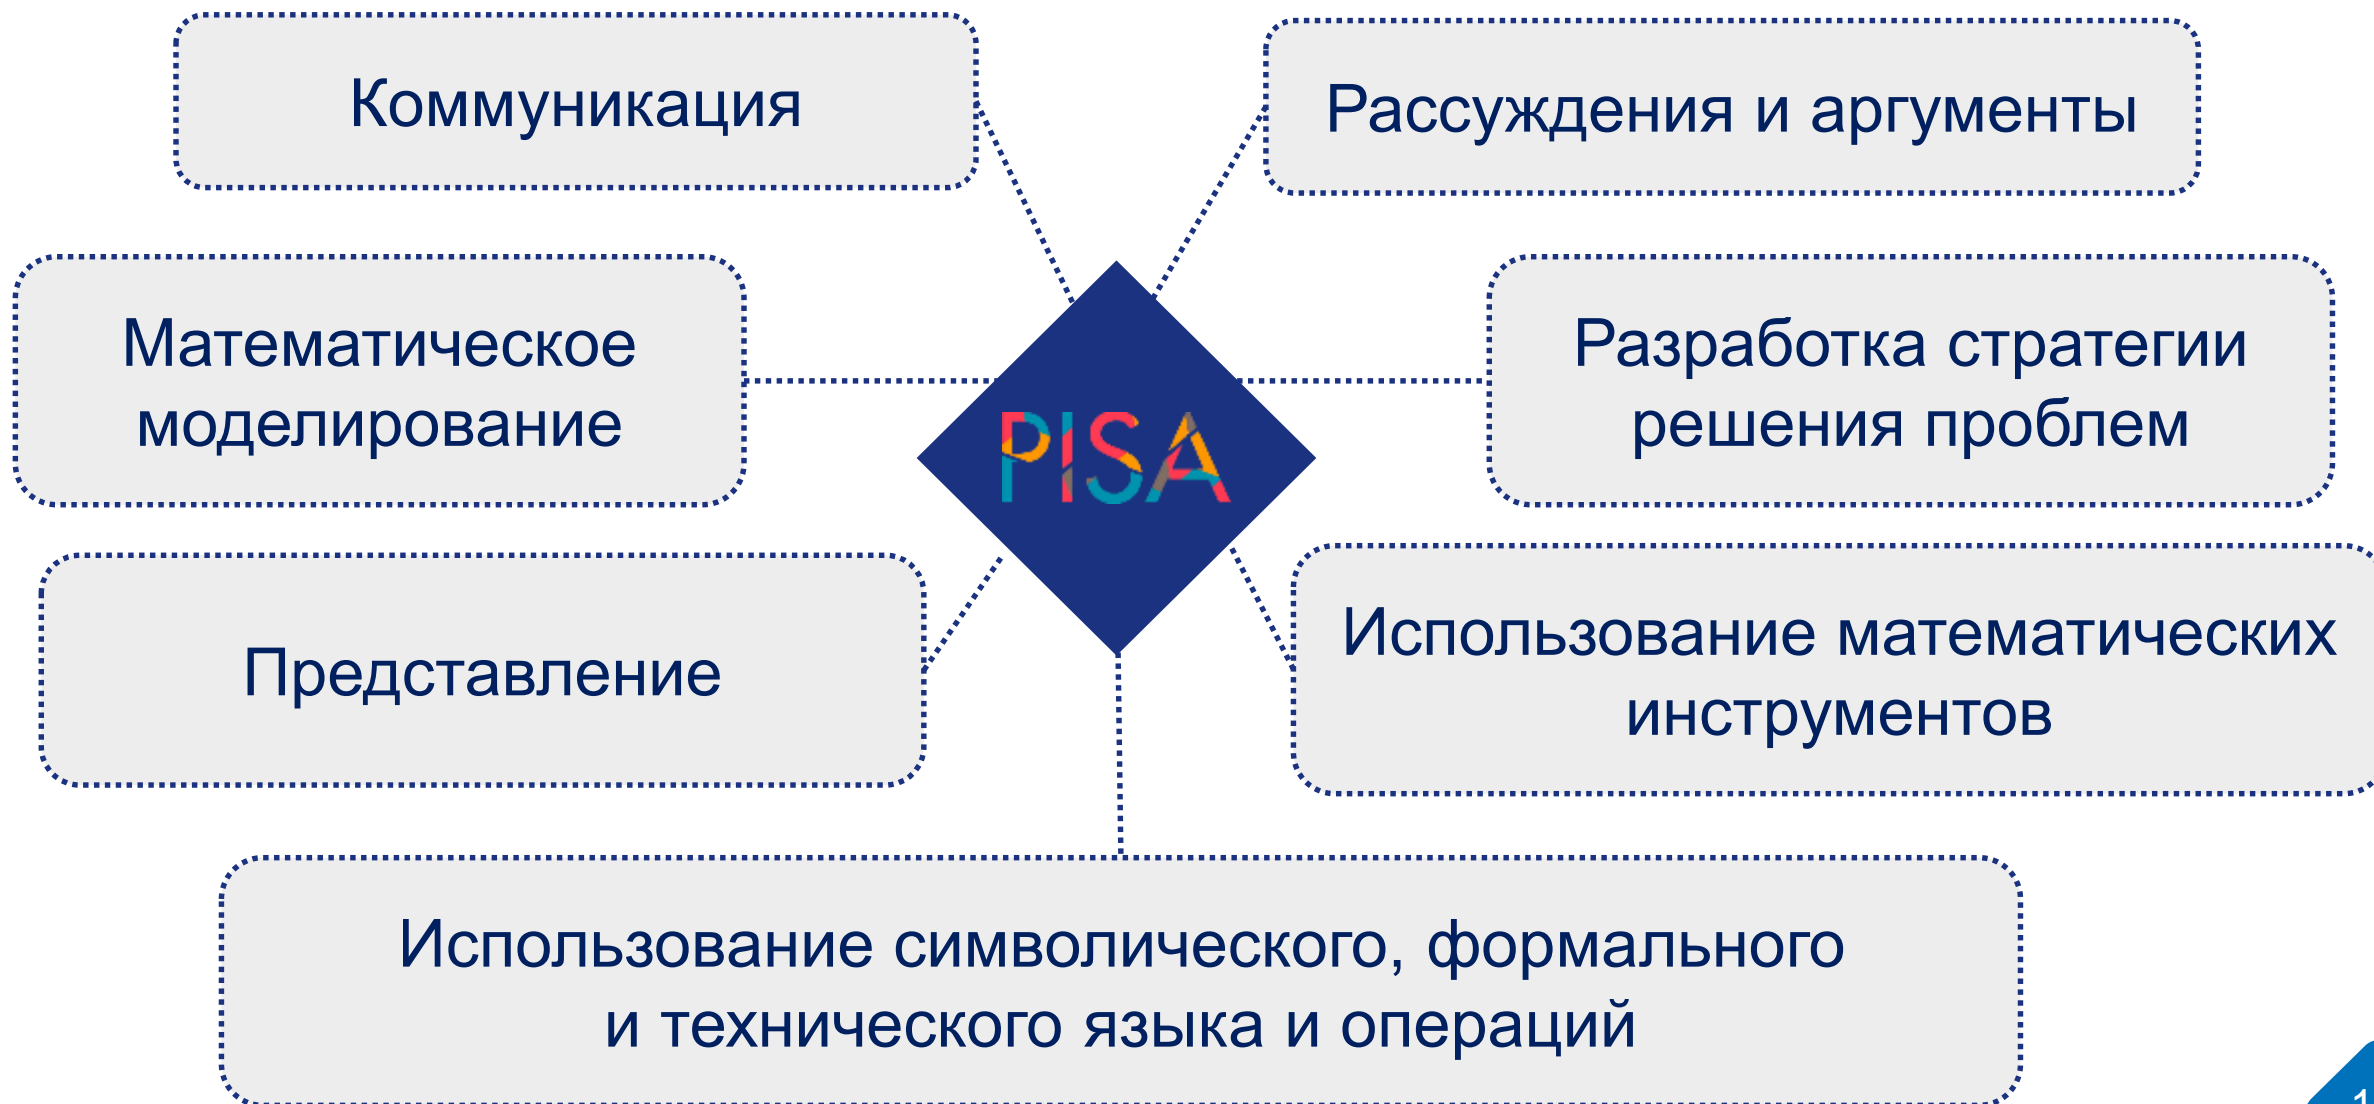 Коммуникация
Рассуждения и аргументы
Математическое
моделирование
PISA
Разработка стратегии
решения проблем
Представление
Использование математических
инструментов
Использование символического, формального
и технического языка и операций